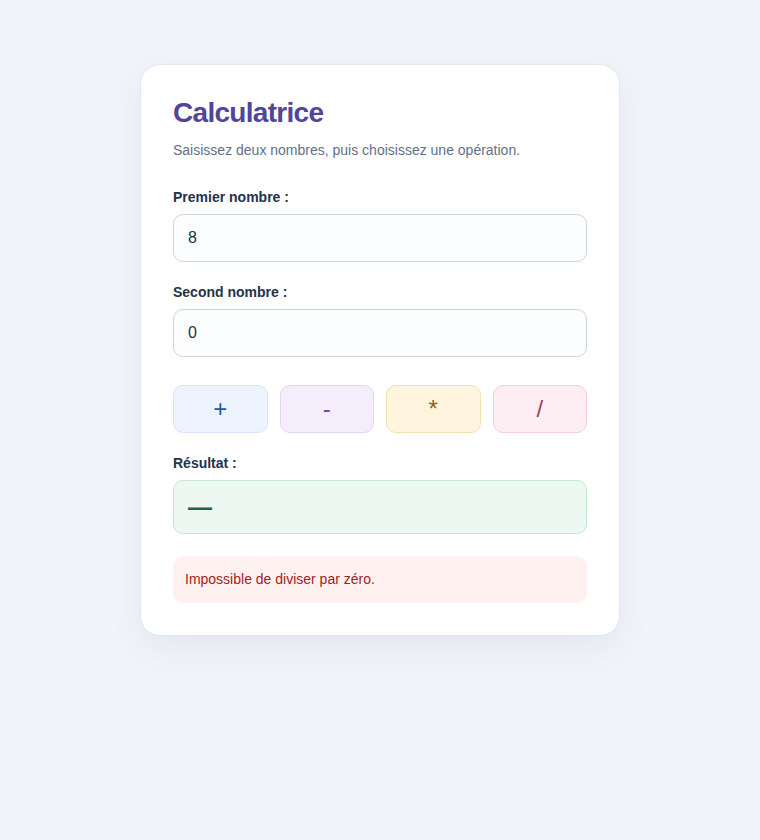 Calculatrice
Saisissez deux nombres, puis choisissez une opération.
Premier nombre :
8
Second nombre :
0
+ - * /
Résultat :
—
Impossible de diviser par zéro.